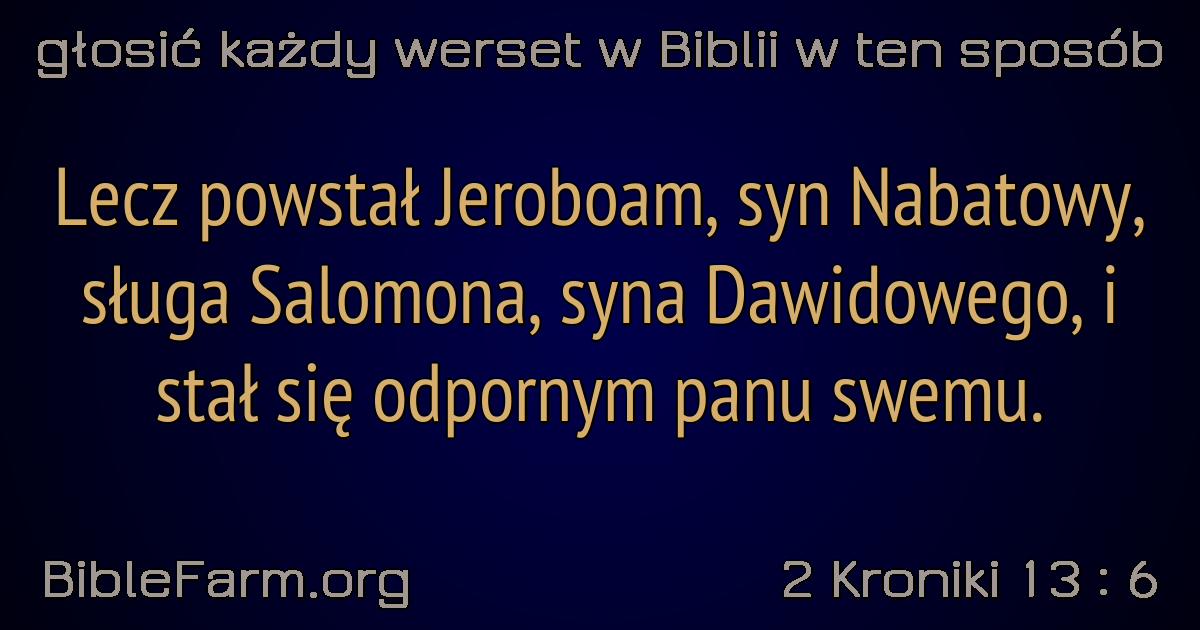 głosić każdy werset w Biblii w ten sposób
Lecz powstał Jeroboam, syn Nabatowy,
sługa Salomona, syna Dawidowego, i
stał się odpornym panu swemu.
BibleFarm.org
2 Kroniki 13 : 6